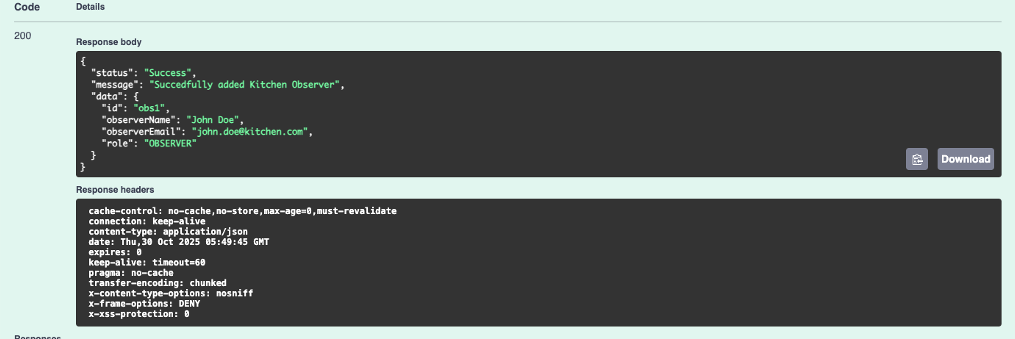 Code Details
200
Response body
{
  "status": "Success",
  "message": "Succedfully added Kitchen Observer",
  "data": {
    "id": "obs1",
    "observerName": "John Doe",
    "observerEmail": "john.doe@kitchen.com",
    "role": "OBSERVER"
  }
}
Download
Response headers
cache-control: no-cache,no-store,max-age=0,must-revalidate
connection: keep-alive
content-type: application/json
date: Thu,30 Oct 2025 05:49:45 GMT
expires: 0
keep-alive: timeout=60
pragma: no-cache
transfer-encoding: chunked
x-content-type-options: nosniff
x-frame-options: DENY
x-xss-protection: 0
Responses